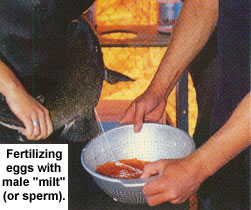 Fertilizing
eggs with
male "milt"
(or sperm).